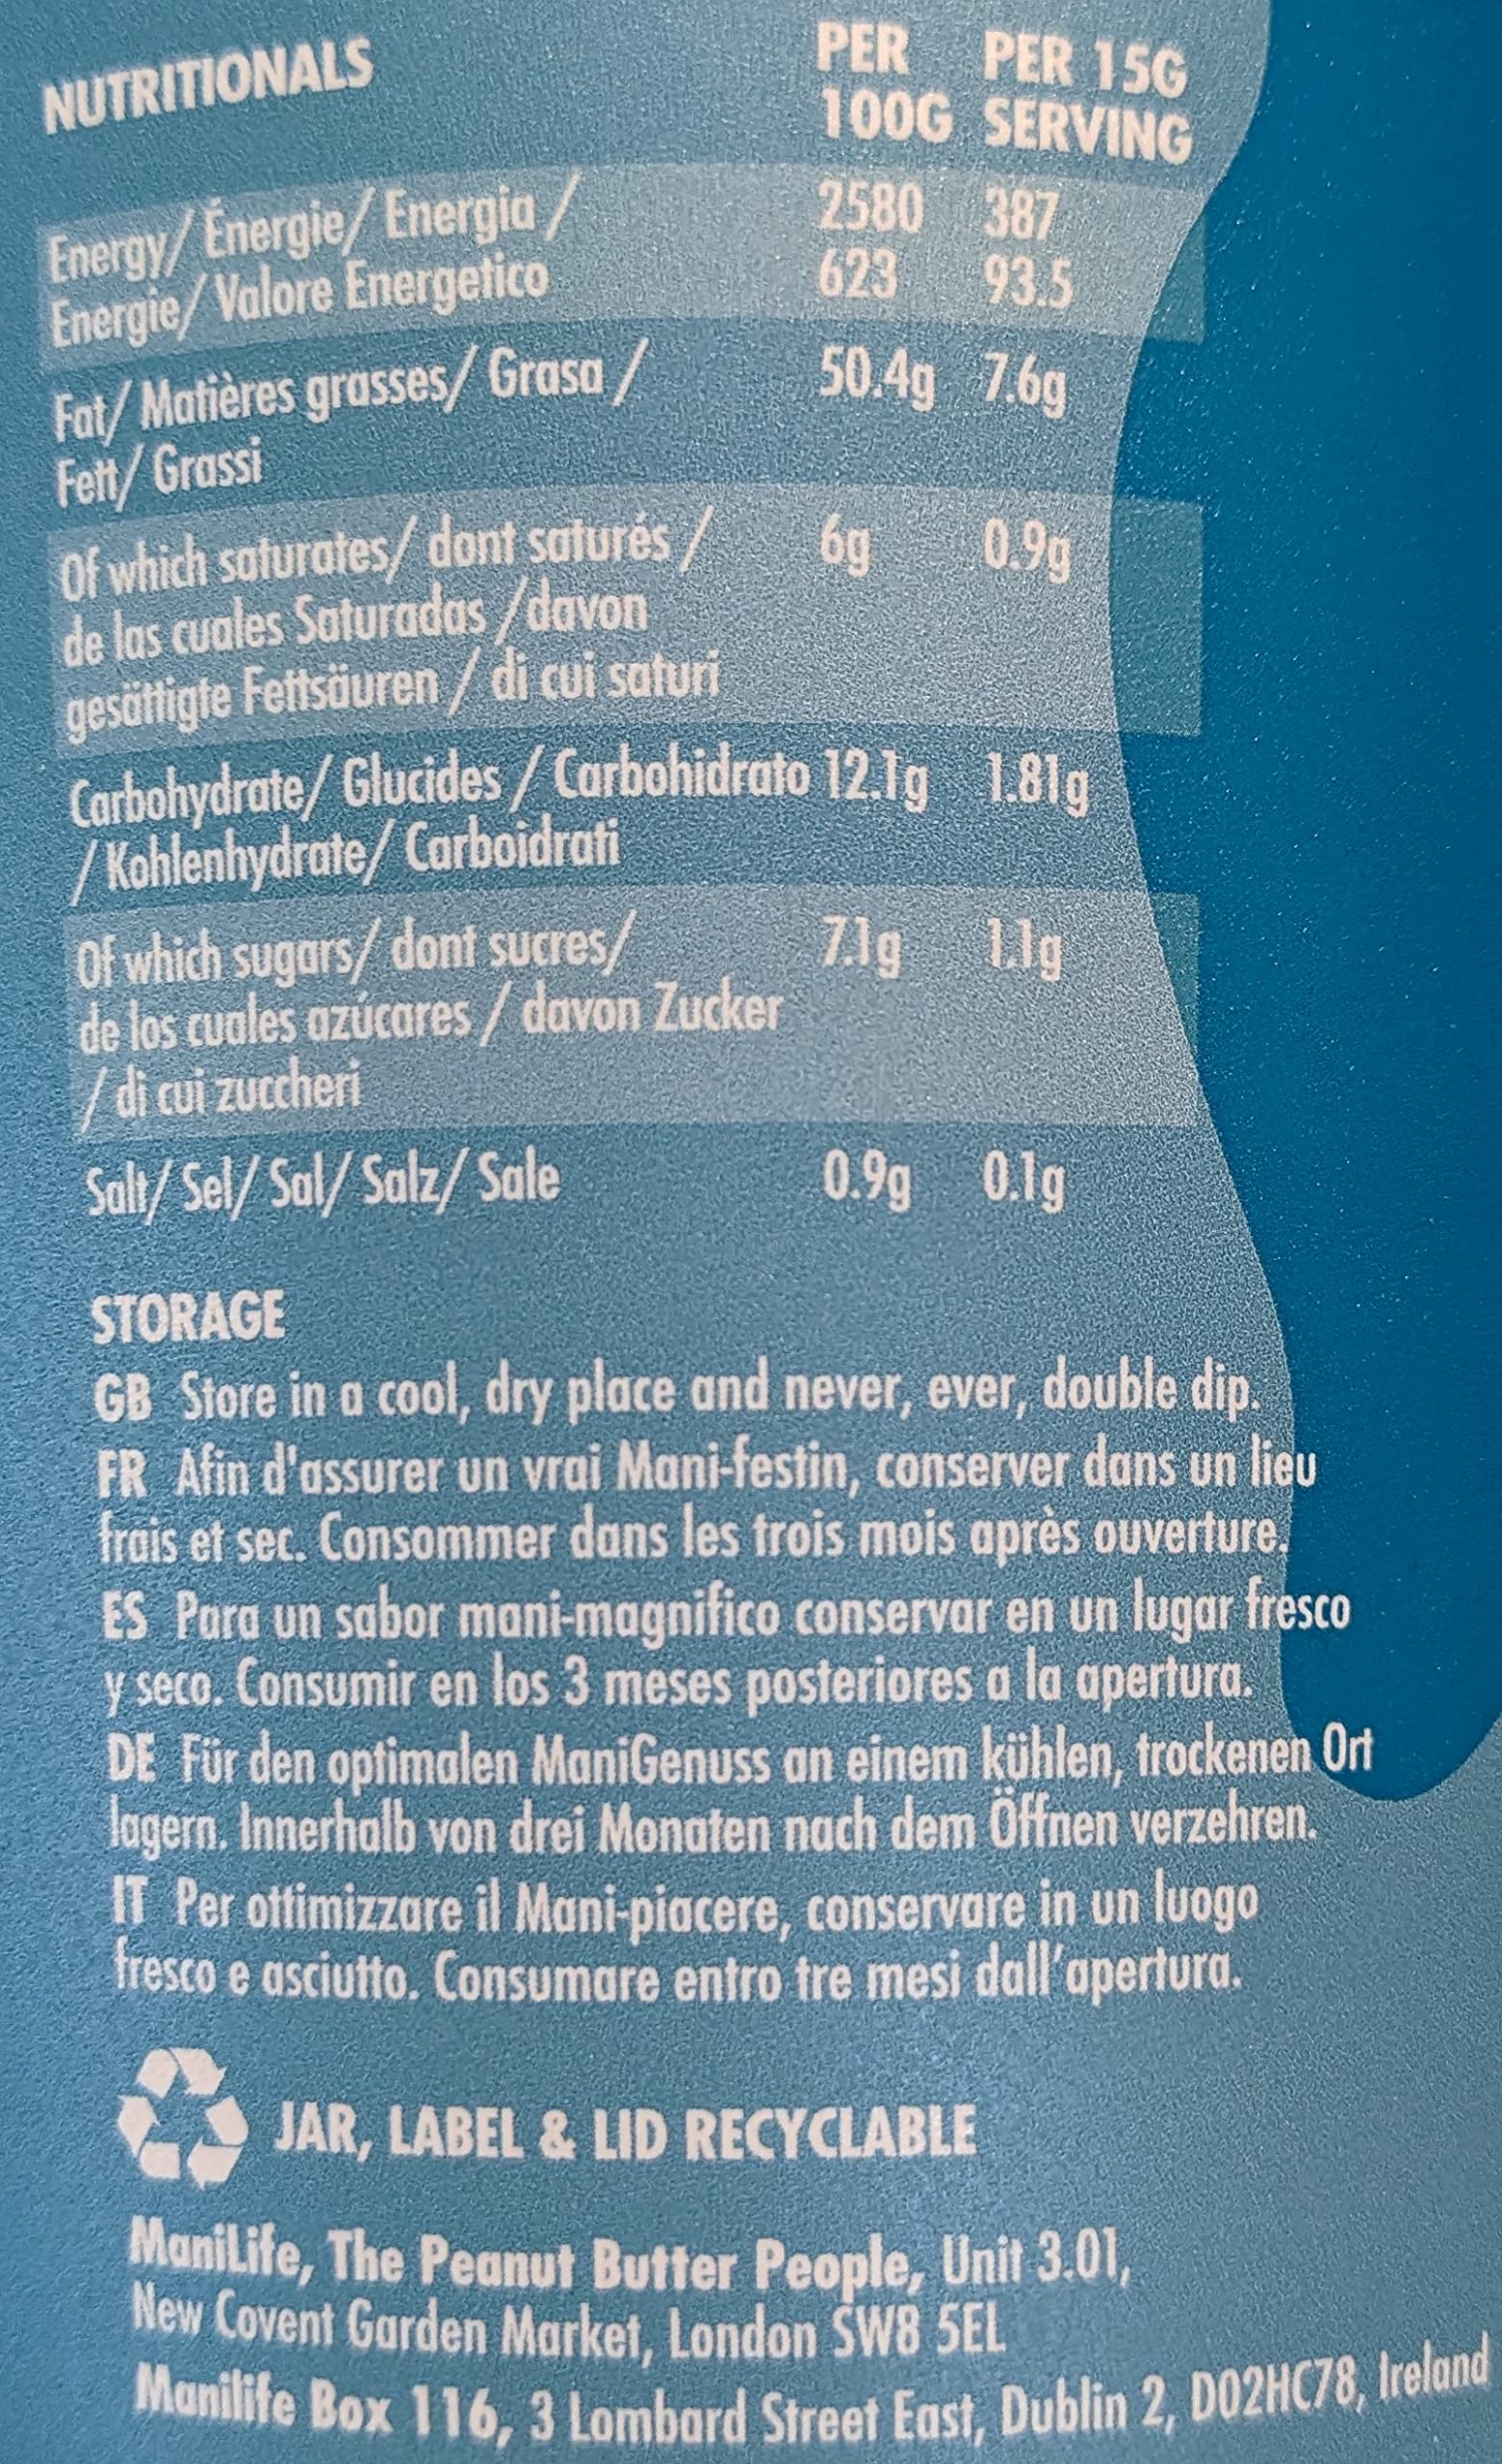 NUTRITIONALS PER PER 15G
100G SERVING
Energy/ Énergie/ Energia / 2580 387
Energie/ Valore Energetico 623 93.5
Fat/ Matières grasses/ Grasa / 50.4g 7.6g
Fett/ Grassi
Of which saturates/ dont saturés / 6g 0.9g
de las cuales Saturadas /davon
gesättigte Fettsäuren / di cui saturi
Carbohydrate/ Glucides / Carbohidrato 12.1g 1.81g
/ Kohlenhydrate/ Carboidrati
Of which sugars/ dont sucres/ 7.1g 1.1g
de los cuales azúcares / davon Zucker
/ di cui zuccheri
Salt/ Sel/ Sal/ Salz/ Sale 0.9g 0.1g
STORAGE
GB Store in a cool, dry place and never, ever, double dip.
FR Afin d'assurer un vrai Mani-festin, conserver dans un lieu
frais et sec. Consommer dans les trois mois après ouverture.
ES Para un sabor mani-magnifico conservar en un lugar fresco
y seco. Consumir en los 3 meses posteriores a la apertura.
DE Für den optimalen ManiGenuss an einem kühlen, trockenen Ort
lagern. Innerhalb von drei Monaten nach dem Öffnen verzehren.
IT Per ottimizzare il Mani-piacere, conservare in un luogo
fresco e asciutto. Consumare entro tre mesi dall'apertura.
JAR, LABEL & LID RECYCLABLE
ManiLife, The Peanut Butter People, Unit 3.01,
New Covent Garden Market, London SW8 5EL
Manilife Box 116, 3 Lombard Street East, Dublin 2, D02HC78, Ireland